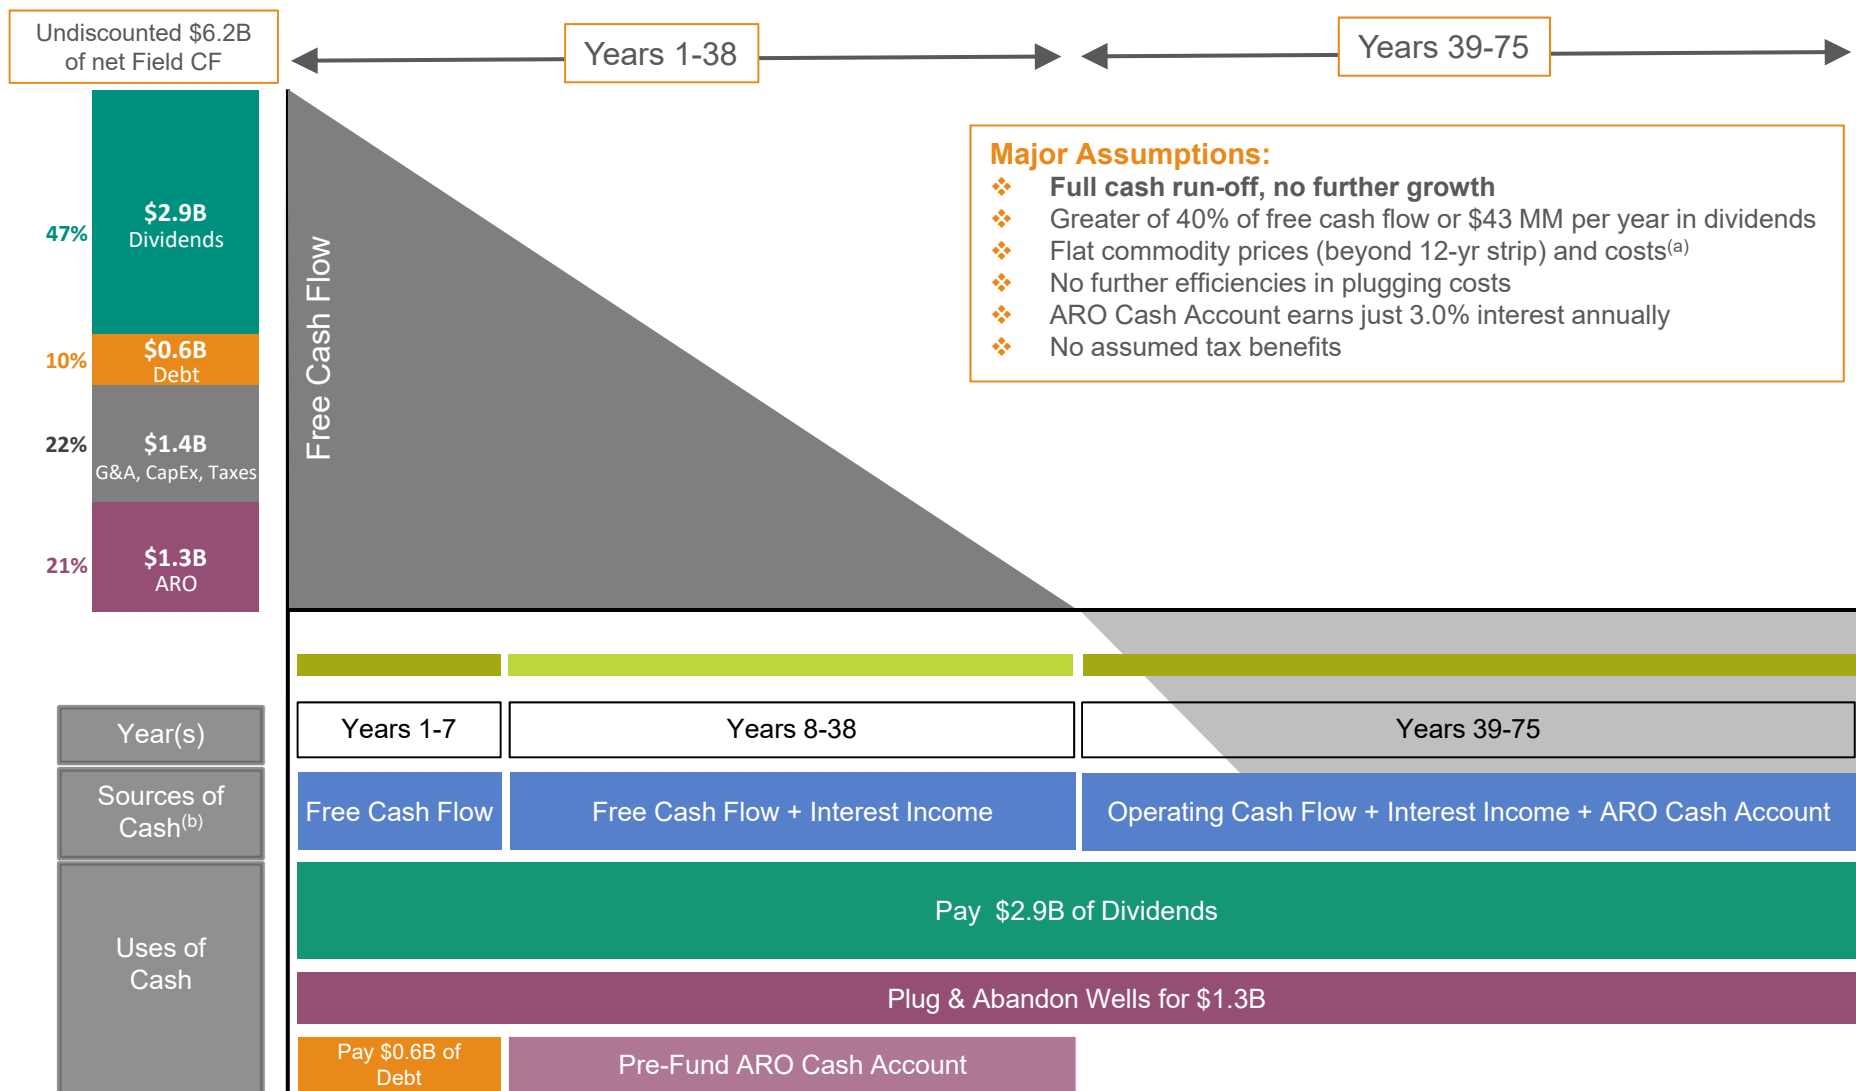 Undiscounted $6.2B
of net Field CF
Years 1-38
Years 39-75
47%
$2.9B
Dividends
10%
$0.6B
Debt
22%
$1.4B
G&A, CapEx, Taxes
21%
$1.3B
ARO
Free Cash Flow
Major Assumptions:
❖ Full cash run-off, no further growth
❖ Greater of 40% of free cash flow or $43 MM per year in dividends
❖ Flat commodity prices (beyond 12-yr strip) and costs(a)
❖ No further efficiencies in plugging costs
❖ ARO Cash Account earns just 3.0% interest annually
❖ No assumed tax benefits
Year(s)
Years 1-7
Years 8-38
Years 39-75
Sources of
Cash(b)
Free Cash Flow
Free Cash Flow + Interest Income
Operating Cash Flow + Interest Income + ARO Cash Account
Uses of
Cash
Pay $2.9B of Dividends
Plug & Abandon Wells for $1.3B
Pay $0.6B of
Debt
Pre-Fund ARO Cash Account